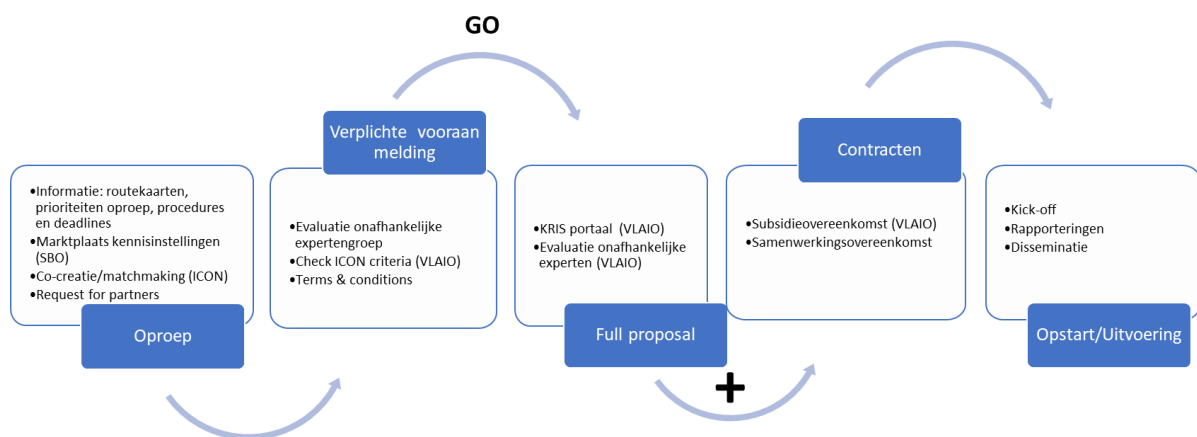 GO
•Informatie: routekaarten,
prioriteiten oproep, procedures
en deadlines
•Marktplaats kennisinstellingen
(SBO)
•Co-creatie/matchmaking (ICON)
•Request for partners
Oproep
Verplichte vooraan
melding
•Evaluatie onafhankelijke
expertengroep
•Check ICON criteria (VLAIO)
•Terms & conditions
•KRIS portaal (VLAIO)
•Evaluatie onafhankelijke
experten (VLAIO)
Full proposal
+
Contracten
•Subsidieovereenkomst (VLAIO)
•Samenwerkingsovereenkomst
•Kick-off
•Rapporteringen
•Disseminatie
Opstart/Uitvoering